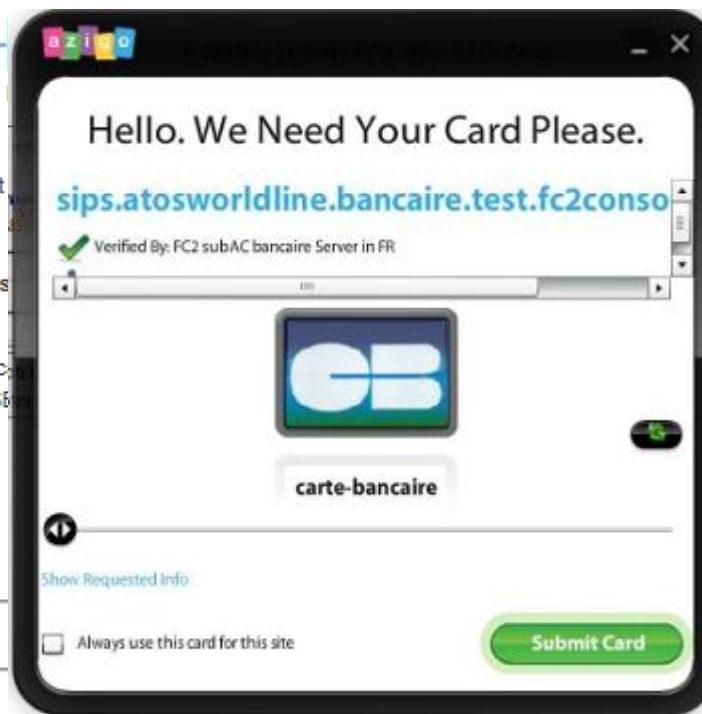 azigo
Hello. We Need Your Card Please.
sips.atosworldline.bancaire.test.fc2conso
Verified By: FC2 subAC bancaire Server in FR
CB
carte-bancaire
Show Requested Info
Always use this card for this site
Submit Card